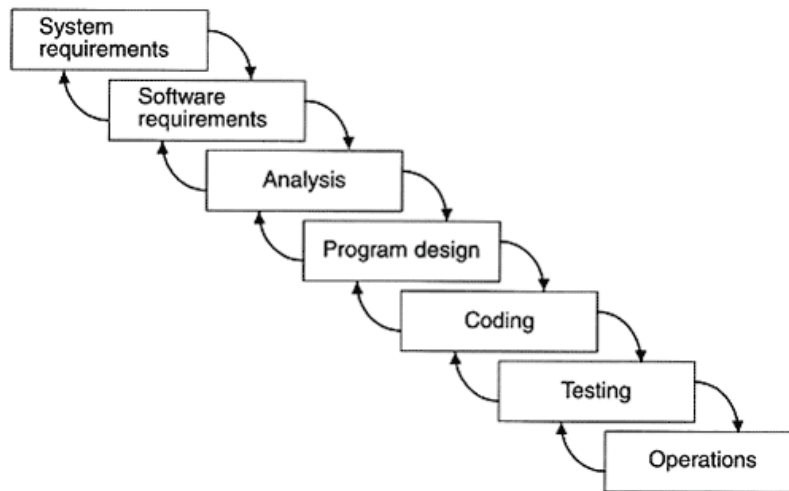 System
requirements
Software
requirements
Analysis
Program design
Coding
Testing
Operations